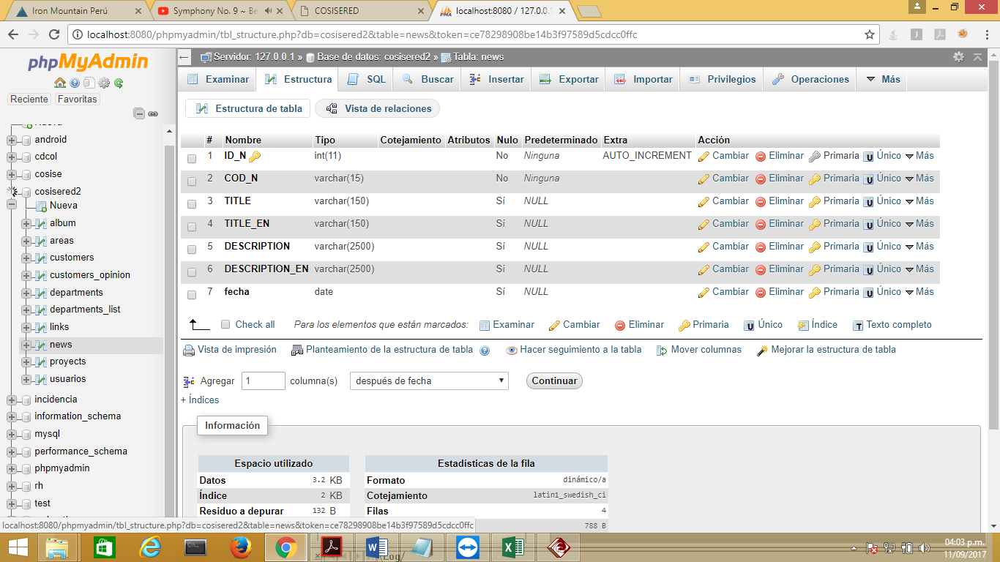 Iron Mountain Perú
Symphony No. 9 ~ Be
COSISERED
localhost:8080 / 127.0.0.1
localhost:8080/phpmyadmin/tbl_structure.php?db=cosisered2&table=news&token=ce78298908be14b3f97589d5cdcc0ffc
phpMyAdmin
Reciente Favoritas
Nueva
android
cdcol
cosise
cosisered2
Nueva
album
areas
customers
customers_opinion
departments
departments_list
links
news
proyects
usuarios
incidencia
information_schema
mysql
performance_schema
phpmyadmin
rh
test
Servidor: 127.0.0.1 » Base de datos: cosisered2 » Tabla: news
Examinar Estructura SQL Buscar Insertar Exportar Importar Privilegios Operaciones Más
Estructura de tabla Vista de relaciones
# Nombre Tipo Cotejamiento Atributos Nulo Predeterminado Extra Acción
1 ID_N int(11) No Ninguna AUTO_INCREMENT Cambiar Eliminar Primaria Único Más
2 COD_N varchar(15) No Ninguna Cambiar Eliminar Primaria Único Más
3 TITLE varchar(150) Sí NULL Cambiar Eliminar Primaria Único Más
4 TITLE_EN varchar(150) Sí NULL Cambiar Eliminar Primaria Único Más
5 DESCRIPTION varchar(2500) Sí NULL Cambiar Eliminar Primaria Único Más
6 DESCRIPTION_EN varchar(2500) Sí NULL Cambiar Eliminar Primaria Único Más
7 fecha date Sí NULL Cambiar Eliminar Primaria Único Más
Check all Para los elementos que están marcados: Examinar Cambiar Eliminar Primaria Único Índice Texto completo
Vista de impresión Planteamiento de la estructura de tabla Hacer seguimiento a la tabla Mover columnas Mejorar la estructura de tabla
Agregar 1 columna(s) después de fecha Continuar
+ Índices
Información
Espacio utilizado
Datos 3.2 KB
Índice 2 KB
Residuo a depurar 132 B
Estadísticas de la fila
Formato dinámico/a
Cotejamiento latin1_swedish_ci
Filas 4
788 B
localhost:8080/phpmyadmin/tbl_structure.php?db=cosisered2&table=news&token=ce78298908be14b3f97589d5cdcc0ffc
04:03 p.m.
11/09/2017